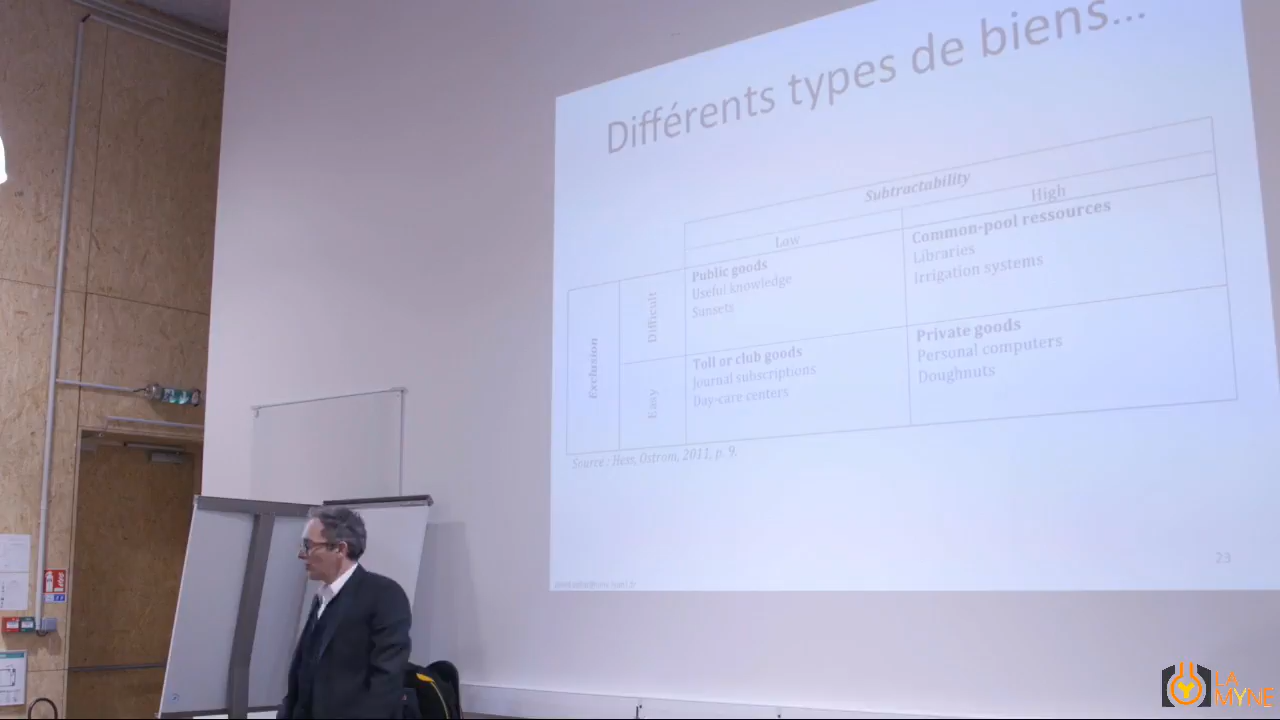 Différents types de biens...
Subtractability
Low
High
Exclusion
Difficult
Public goods
Useful knowledge
Sunsets
Common-pool ressources
Libraries
Irrigation systems
Easy
Toll or club goods
Journal subscriptions
Day-care centers
Private goods
Personal computers
Doughnuts
Source : Hess, Ostrom, 2011, p. 9.
23
LA
MYNE